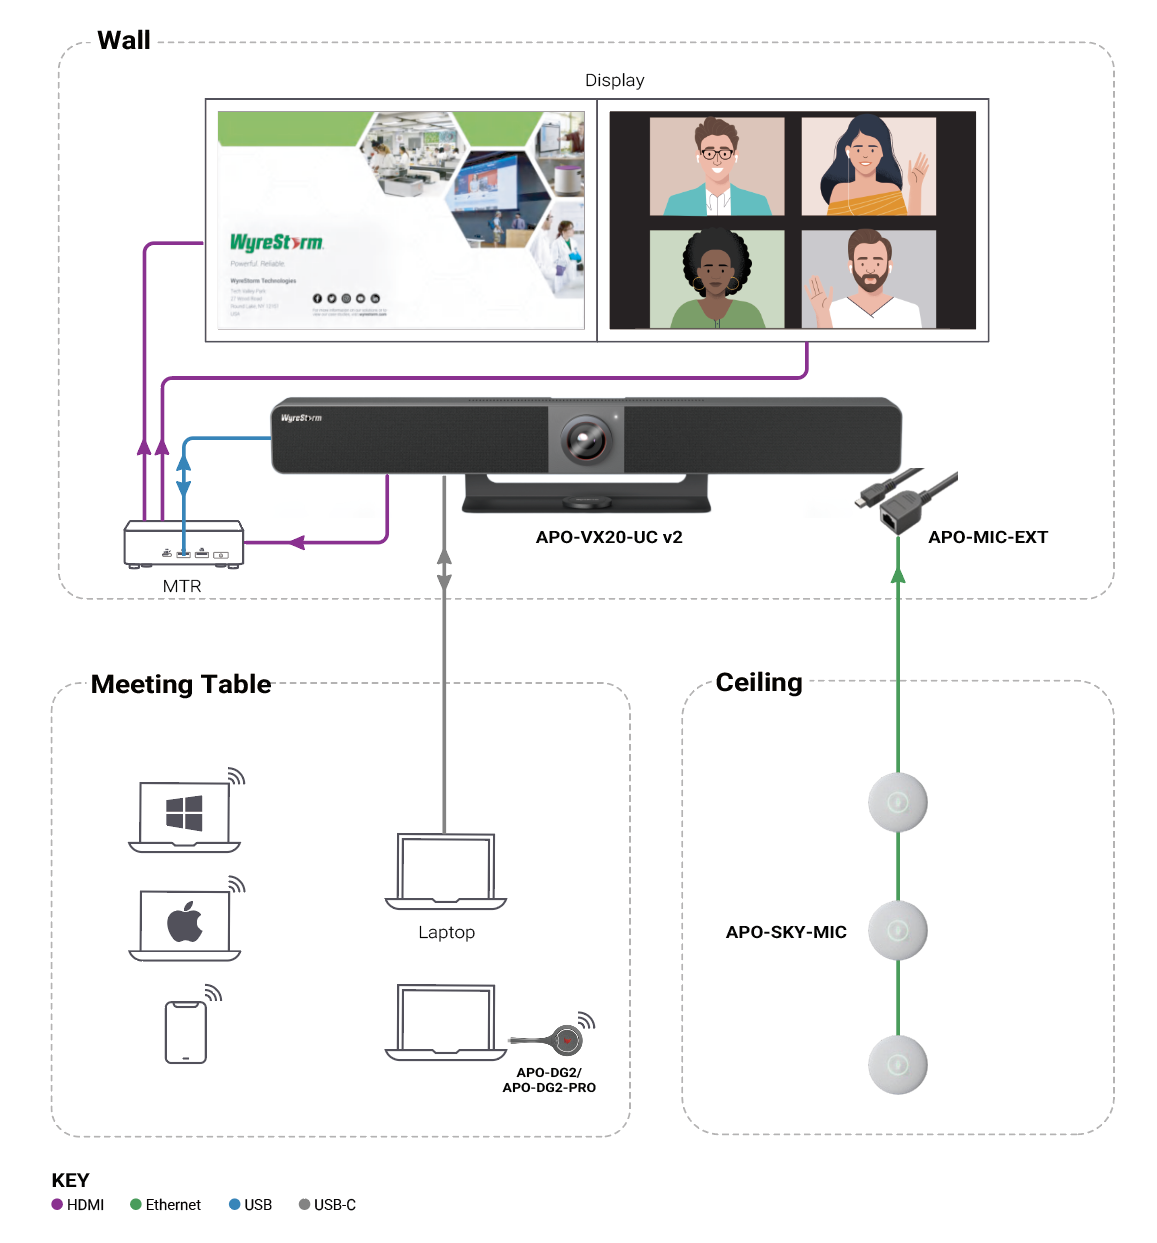 Wall
Display
WyreStorm
Powerful. Reliable.
WyreStorm Technologies
USA
WyreStorm
APO-VX20-UC v2
APO-MIC-EXT
MTR
Meeting Table
Ceiling
Laptop
APO-SKY-MIC
APO-DG2/
APO-DG2-PRO
KEY
HDMI
Ethernet
USB
USB-C